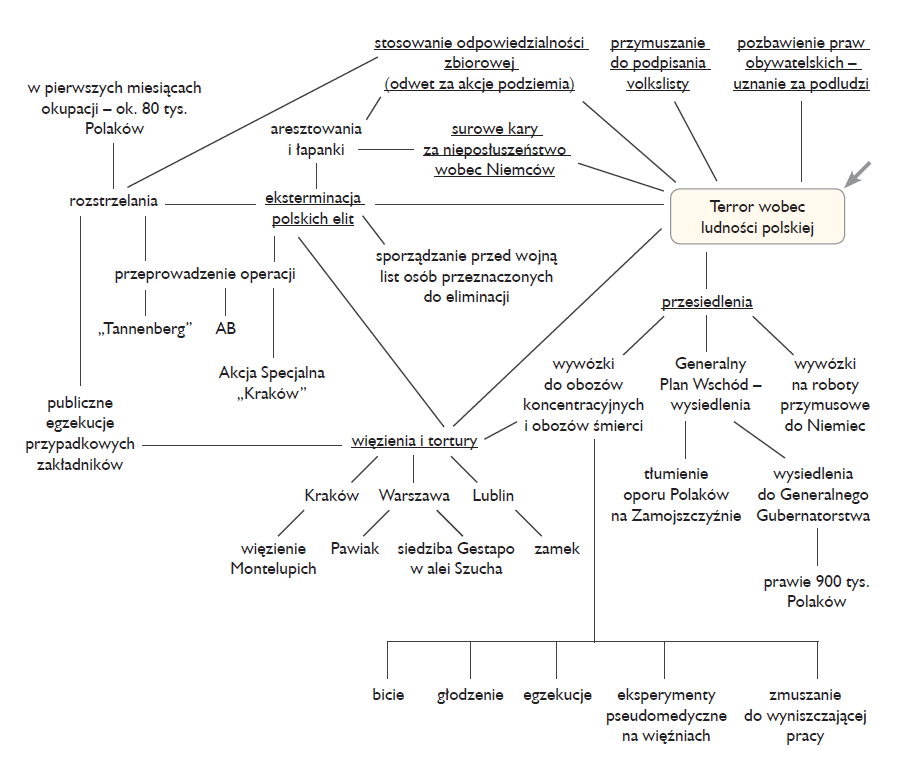 stosowanie odpowiedzialności
zbiorowej
(odwet za akcje podziemia)
przymuszanie
do podpisania
volkslisty
pozbawienie praw
obywatelskich –
uznanie za podludzi
w pierwszych miesiącach
okupacji – ok. 80 tys.
Polaków
aresztowania
i łapanki
surowe kary
za nieposłuszeństwo
wobec Niemców
rozstrzelania
eksterminacja
polskich elit
Terror wobec
ludności polskiej
sporządzanie przed wojną
list osób przeznaczonych
do eliminacji
przeprowadzenie operacji
„Tannenberg”
AB
Akcja Specjalna
„Kraków”
przesiedlenia
wywózki
do obozów
koncentracyjnych
i obozów śmierci
Generalny
Plan Wschód –
wysiedlenia
wywózki
na roboty
przymusowe
do Niemiec
publiczne
egzekucje
przypadkowych
zakładników
więzienia i tortury
tłumienie
oporu Polaków
na Zamojszczyźnie
wysiedlenia
do Generalnego
Gubernatorstwa
Kraków
Warszawa
Lublin
więzienie
Montelupich
Pawiak
siedziba Gestapo
w alei Szucha
zamek
prawie 900 tys.
Polaków
bicie
głodzenie
egzekucje
eksperymenty
pseudomedyczne
na więźniach
zmuszanie
do wyniszczającej
pracy